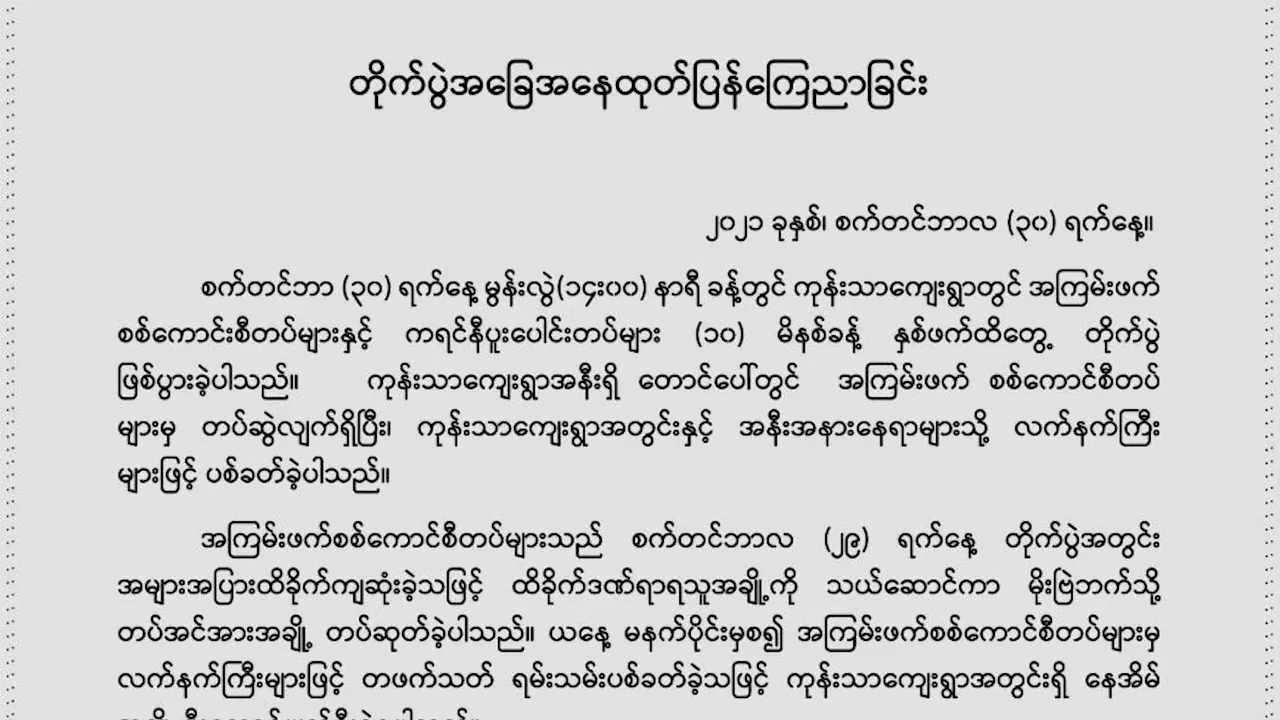 တိုက်ပွဲအခြေအနေထုတ်ပြန်ကြေညာခြင်း
၂၀၂၁ ခုနှစ်၊ စက်တင်ဘာလ (၃၀) ရက်နေ့။
စက်တင်ဘာ (၃၀) ရက်နေ့ မွန်းလွဲ(၁၄း၀၀) နာရီ ခန့်တွင် ကုန်းသာကျေးရွာတွင် အကြမ်းဖက်
စစ်ကောင်းစီတပ်များနှင့် ကရင်နီပူးပေါင်းတပ်များ (၁၀) မိနစ်ခန့် နှစ်ဖက်ထိတွေ့ တိုက်ပွဲ
ဖြစ်ပွားခဲ့ပါသည်။ ကုန်းသာကျေးရွာအနီးရှိ တောင်ပေါ်တွင် အကြမ်းဖက် စစ်ကောင်စီတပ်
များမှ တပ်ဆွဲလျက်ရှိပြီး၊ ကုန်းသာကျေးရွာအတွင်းနှင့် အနီးအနားနေရာများသို့ လက်နက်ကြီး
များဖြင့် ပစ်ခတ်ခဲ့ပါသည်။
အကြမ်းဖက်စစ်ကောင်စီတပ်များသည် စက်တင်ဘာလ (၂၉) ရက်နေ့ တိုက်ပွဲအတွင်း
အများအပြားထိခိုက်ကျဆုံးခဲ့သဖြင့် ထိခိုက်ဒဏ်ရာရသူအချို့ကို သယ်ဆောင်ကာ မိုးဗြဲဘက်သို့
တပ်အင်အားအချို့ တပ်ဆုတ်ခဲ့ပါသည်။ ယနေ့ မနက်ပိုင်းမှစ၍ အကြမ်းဖက်စစ်ကောင်စီတပ်များမှ
လက်နက်ကြီးများဖြင့် တဖက်သတ် ရမ်းသမ်းပစ်ခတ်ခဲ့သဖြင့် ကုန်းသာကျေးရွာအတွင်းရှိ နေအိမ်